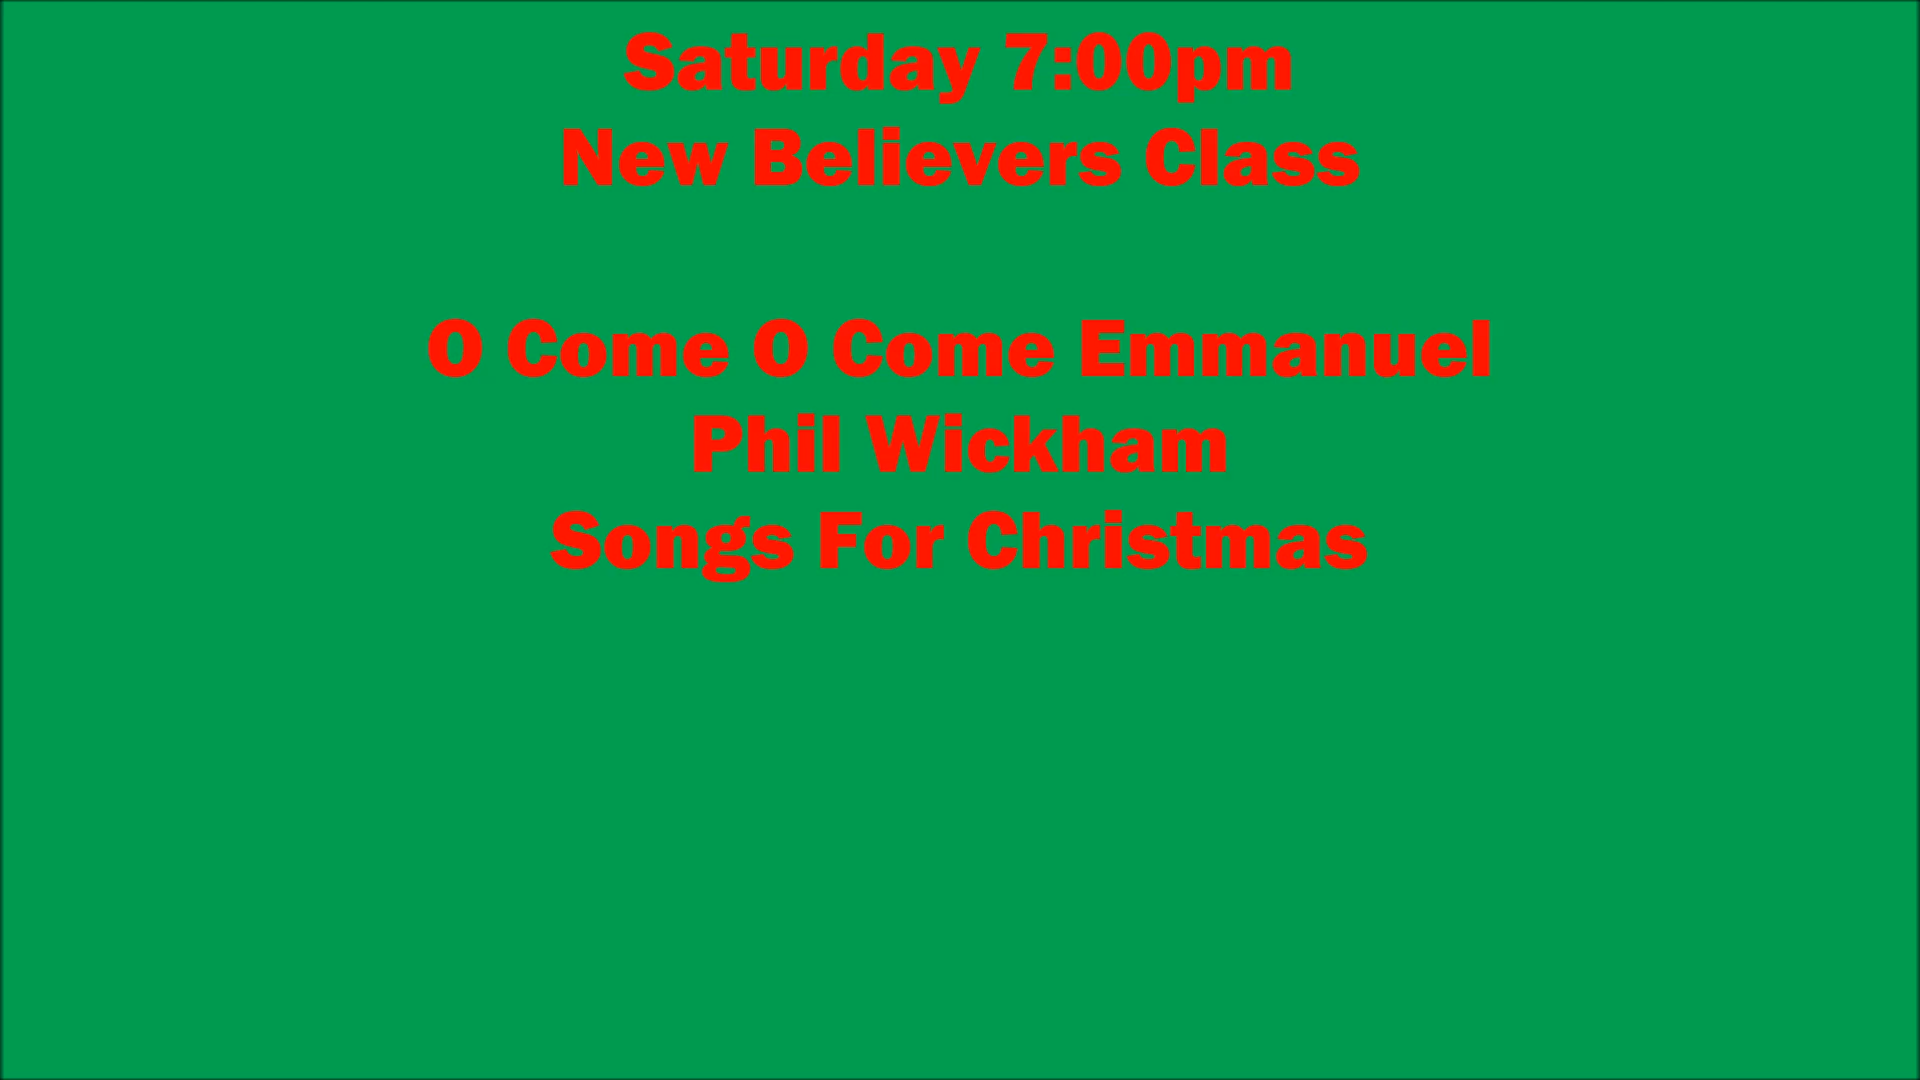 Saturday 7:00pm
New Believers Class
O Come O Come Emmanuel
Phil Wickham
Songs For Christmas